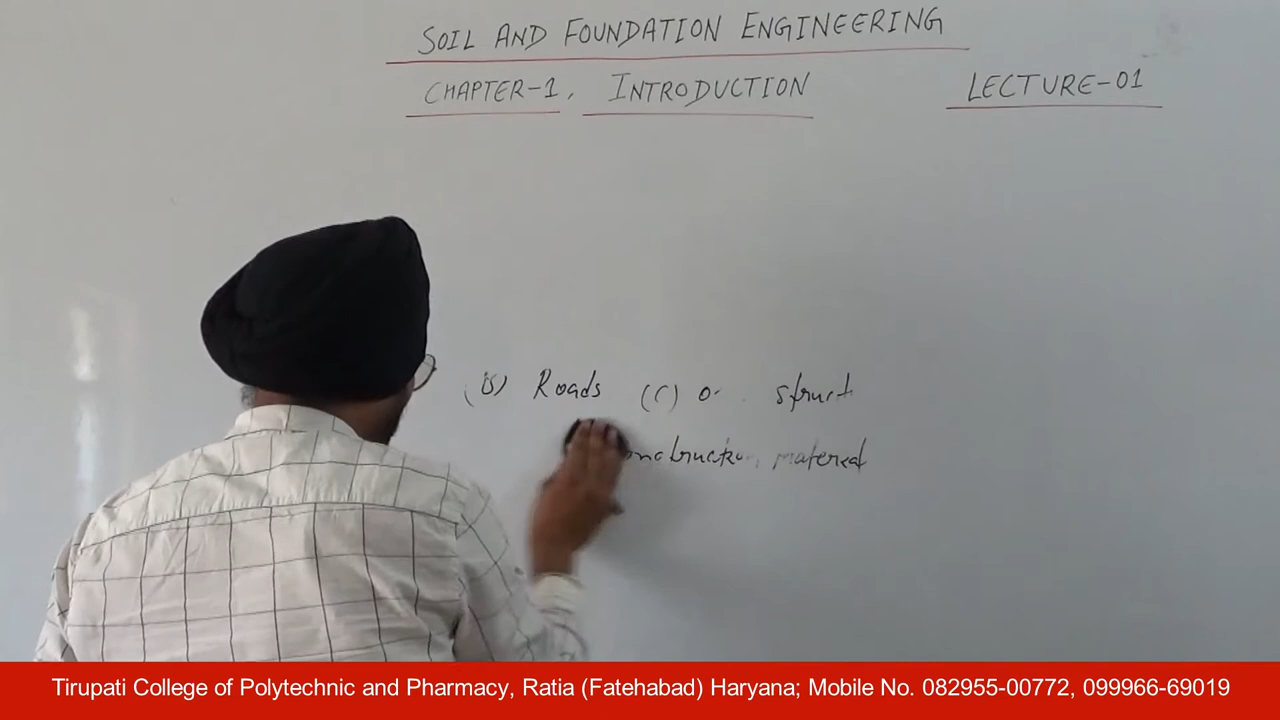 SOIL AND FOUNDATION ENGINEERING
CHAPTER-1, INTRODUCTION LECTURE-01
Roads (C) struct
material
Tirupati College of Polytechnic and Pharmacy, Ratia (Fatehabad) Haryana; Mobile No. 082955-00772, 099966-69019